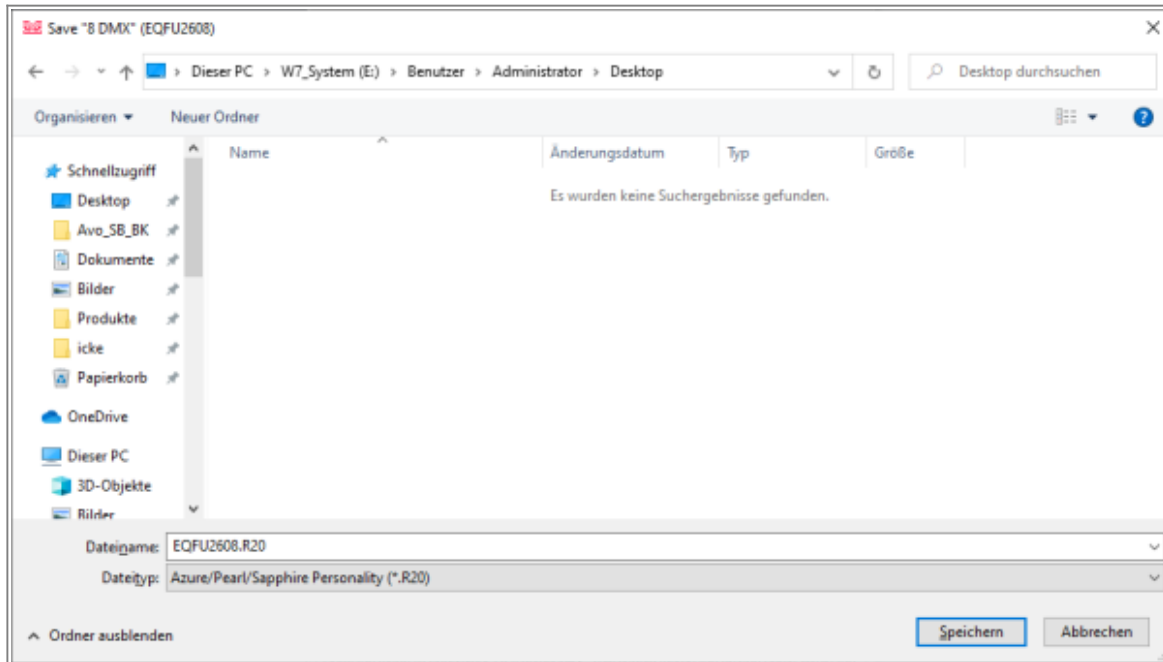 Save "8 DMX" (EQFU2608)
Dieser PC > W7_System (E:) > Benutzer > Administrator > Desktop
Desktop durchsuchen
Organisieren
Neuer Ordner
Name
Änderungsdatum
Typ
Größe
Es wurden keine Suchergebnisse gefunden.
Schnellzugriff
Desktop
Avo_SB_BK
Dokumente
Bilder
Produkte
icke
Papierkorb
OneDrive
Dieser PC
3D-Objekte
Bilder
Dateiname: EQFU2608.R20
Dateityp: Azure/Pearl/Sapphire Personality (*.R20)
Ordner ausblenden
Speichern
Abbrechen